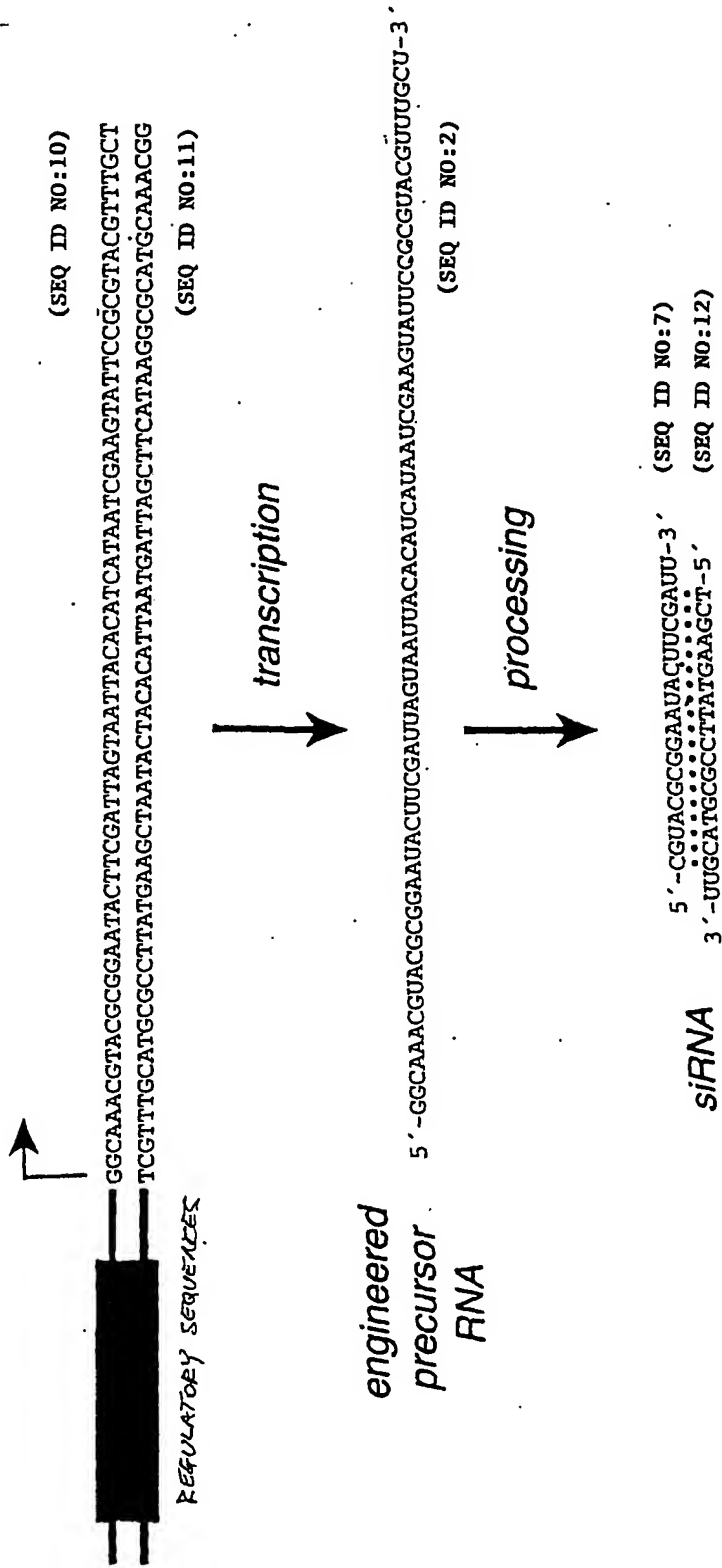 (SEQ ID NO:10)
GGCAAACGTACGCGGAATACTTCGATTAGTAATTACACATCATAATCGAAGTATTCCGCGTACGTTTGCT
TCGTTTGCATGCGCCTTATGAAGCTAATACTACACATTAATGATTAGCTTCATAAGGCGCATGCAAACGG
(SEQ ID NO:11)
REGULATORY SEQUENCES
transcription
engineered
precursor
RNA
5´-GGCAAACGUACGCGGAAUACUUCGAUUAGUAAUUACACAUCAUAAUCGAAGUAUUCCGCGUACGUUUGCU-3´
(SEQ ID NO:2)
processing
siRNA
5´-CGUACGCGGAAUACUUCGAUU-3´ (SEQ ID NO:7)
3´-UUGCATGCGCCTTATGAAGCT-5´ (SEQ ID NO:12)